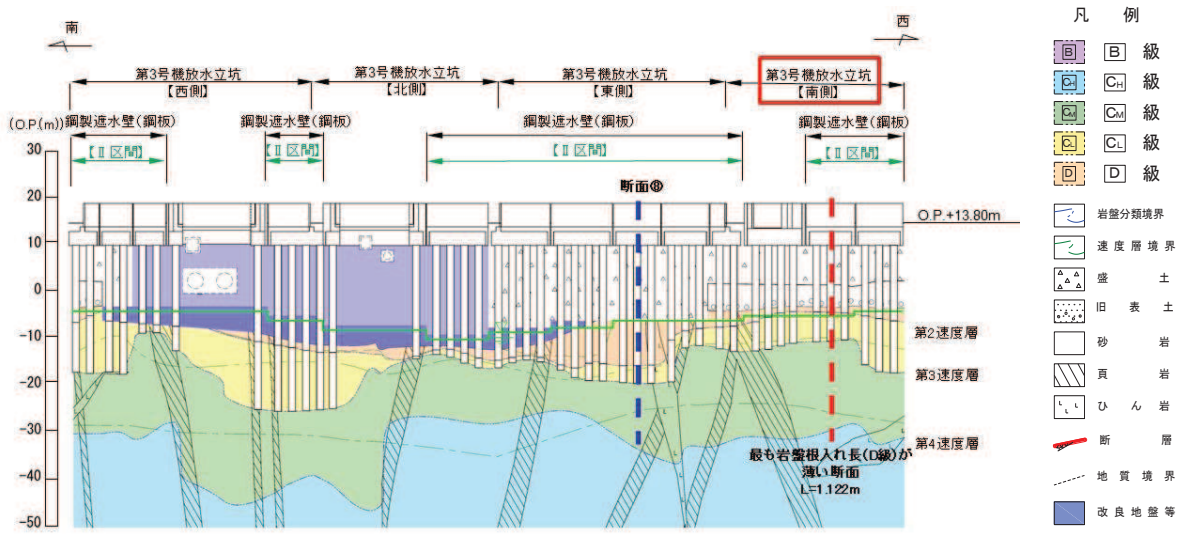 南
西
第3号機放水立坑
【西側】
第3号機放水立坑
【北側】
第3号機放水立坑
【東側】
第3号機放水立坑
【南側】
(O.P.(m))
鋼製遮水壁(鋼板)
鋼製遮水壁(鋼板)
鋼製遮水壁(鋼板)
鋼製遮水壁(鋼板)
【Ⅱ区間】
【Ⅱ区間】
【Ⅱ区間】
【Ⅱ区間】
30
20
10
0
-10
-20
-30
-40
-50
O.P.+13.80m
第2速度層
第3速度層
第4速度層
最も岩盤根入れ長(D級)が
薄い断面
L=1.122m
凡 例
B B 級
CH CH 級
CM CM 級
CL CL 級
D D 級
岩盤分類境界
速度層境界
盛土
旧表土
砂岩
頁岩
ひん岩
断層
地質境界
改良地盤等